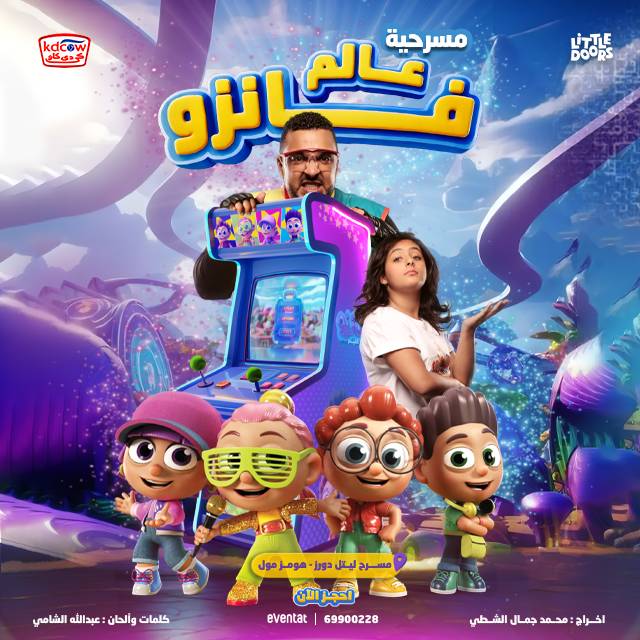 kdcow
كي دي كاو
LITTLE DOORS
مسرحية
عالم
فانزو
مسرح ليتل دورز - هومز مول
احجز الآن
eventat | 69900228
اخراج : محمد جمال الشطي
كلمات وألحان : عبدالله الشامي